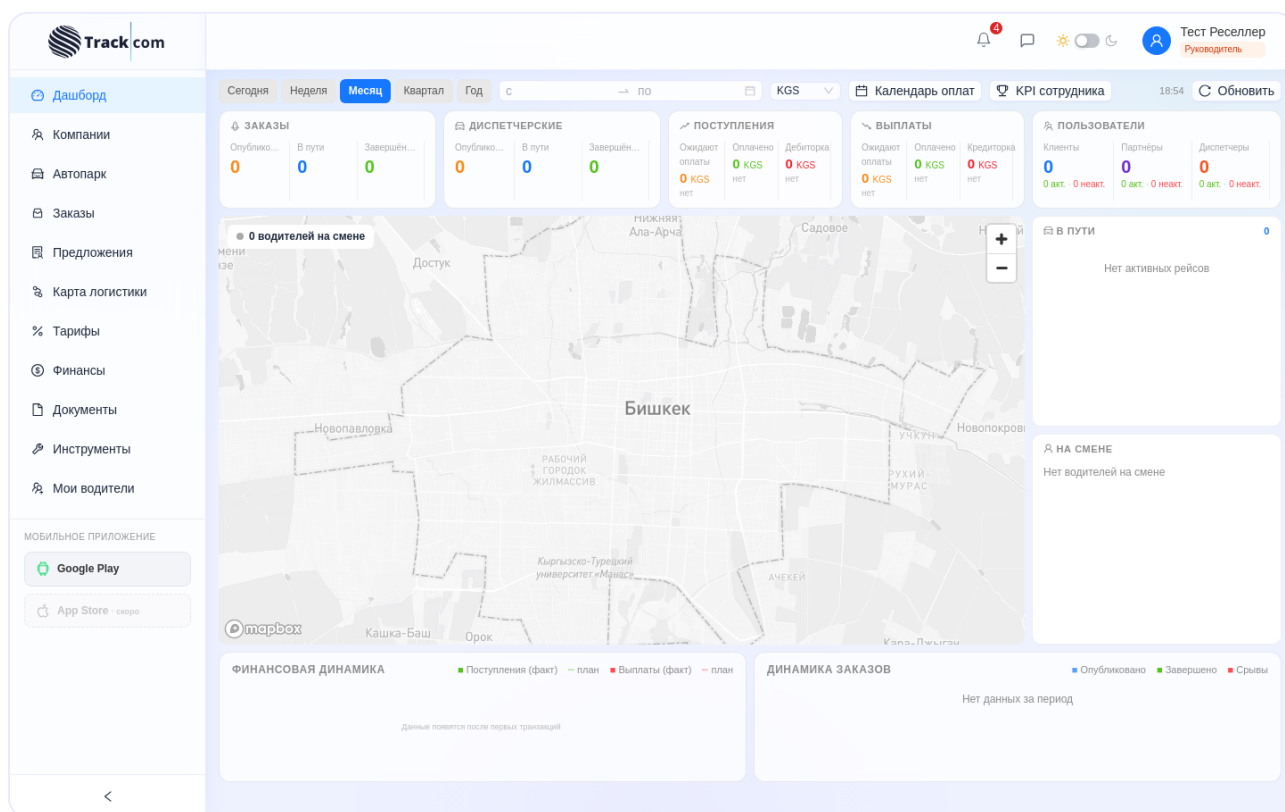 Track com
4
Тест Реселлер
Руководитель
Дашборд
Компании
Автопарк
Заказы
Предложения
Карта логистики
Тарифы
Финансы
Документы
Инструменты
Мои водители
МОБИЛЬНОЕ ПРИЛОЖЕНИЕ
Google Play
App Store · скоро
Сегодня Неделя Месяц Квартал Год с по KGS Календарь оплат KPI сотрудника 18:54 Обновить
ЗАКАЗЫ
Опублико... В пути Завершён...
0 0 0
ДИСПЕТЧЕРСКИЕ
Опублико... В пути Завершён...
0 0 0
ПОСТУПЛЕНИЯ
Ожидают оплаты
0 KGS
нет
Оплачено
0 KGS
нет
Дебиторка
0 KGS
нет
ВЫПЛАТЫ
Ожидают оплаты
0 KGS
нет
Оплачено
0 KGS
нет
Кредиторка
0 KGS
нет
ПОЛЬЗОВАТЕЛИ
Клиенты
0
0 акт. · 0 неакт.
Партнёры
0
0 акт. · 0 неакт.
Диспетчеры
0
0 акт. · 0 неакт.
0 водителей на смене
Нижняя
Ала-Арча
Садовое
Достук
Бишкек
Новопавловка
Новопокров
УЧКУН
РАБОЧИЙ
ГОРОДОК
ЖИЛМАССИВ
РУХИЙ-
МУРАС
Кыргызско-Турецкий
университет «Манас»
АЧЕКЕЙ
Кашка-Баш
Орок
Кара-Джыгач
mapbox
В ПУТИ 0
Нет активных рейсов
НА СМЕНЕ
Нет водителей на смене
ФИНАНСОВАЯ ДИНАМИКА
Поступления (факт) план Выплаты (факт) план
Данные появятся после первых транзакций
ДИНАМИКА ЗАКАЗОВ
Опубликовано Завершено Срывы
Нет данных за период